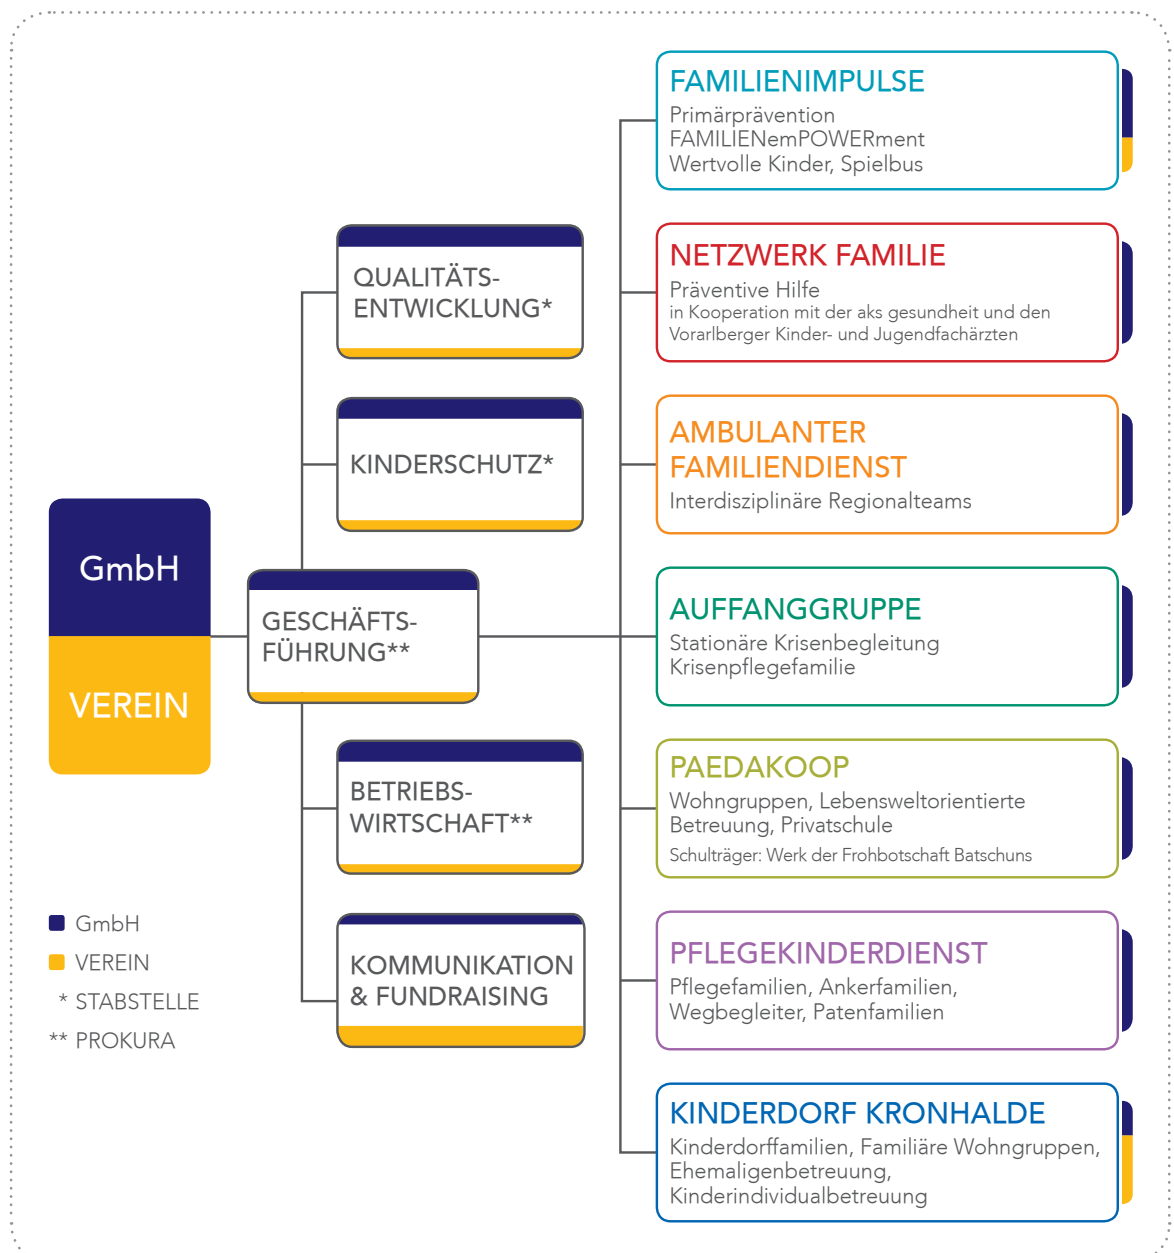 GmbH
VEREIN
GESCHÄFTS-
FÜHRUNG**
QUALITÄTS-
ENTWICKLUNG*
KINDERSCHUTZ*
BETRIEBS-
WIRTSCHAFT**
KOMMUNIKATION
& FUNDRAISING
FAMILIENIMPULSE
Primärprävention
FAMILIENemPOWERment
Wertvolle Kinder, Spielbus
NETZWERK FAMILIE
Präventive Hilfe
in Kooperation mit der aks gesundheit und den
Vorarlberger Kinder- und Jugendfachärzten
AMBULANTER
FAMILIENDIENST
Interdisziplinäre Regionalteams
AUFFANGGRUPPE
Stationäre Krisenbegleitung
Krisenpflegefamilie
PAEDAKOOP
Wohngruppen, Lebensweltorientierte
Betreuung, Privatschule
Schulträger: Werk der Frohbotschaft Batschuns
PFLEGEKINDERDIENST
Pflegefamilien, Ankerfamilien,
Wegbegleiter, Patenfamilien
KINDERDORF KRONHALDE
Kinderdorffamilien, Familiäre Wohngruppen,
Ehemaligenbetreuung,
Kinderindividualbetreuung
GmbH
VEREIN
* STABSTELLE
** PROKURA